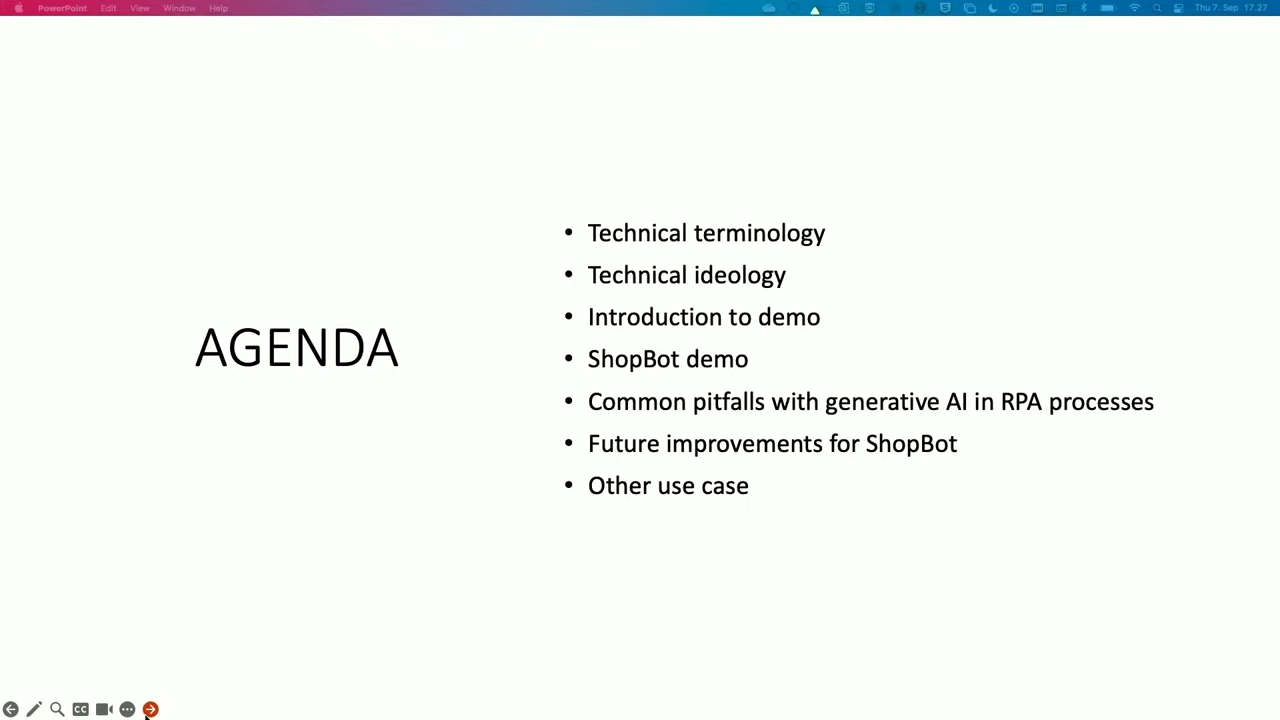 PowerPoint Edit View Window Help Thu 7. Sep 17.27
AGENDA
• Technical terminology
• Technical ideology
• Introduction to demo
• ShopBot demo
• Common pitfalls with generative AI in RPA processes
• Future improvements for ShopBot
• Other use case
CC